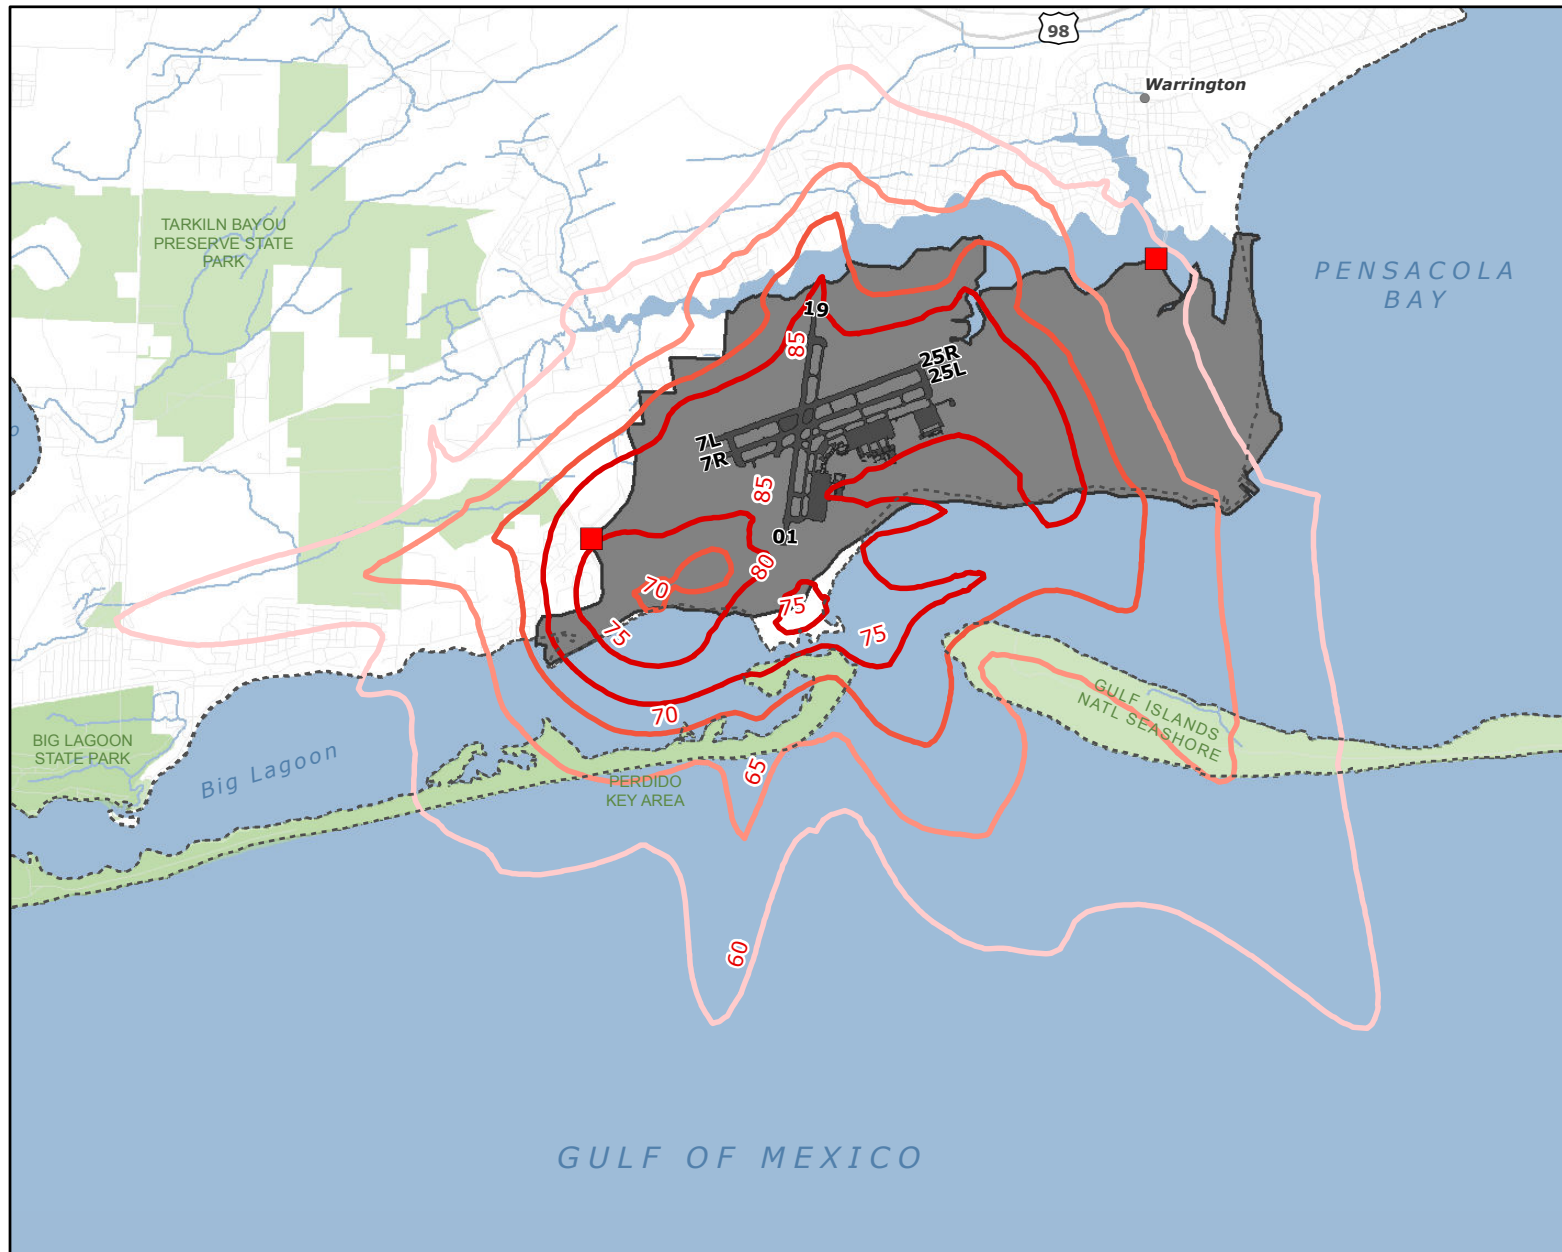 98
Warrington
TARKILN BAYOU
PRESERVE STATE
PARK
PENSACOLA
BAY
19
85
25R
25L
7L
7R
85
01
80
70
75
75
75
70
GULF ISLANDS
NATL SEASHORE
BIG LAGOON
STATE PARK
Big Lagoon
65
PERDIDO
KEY AREA
60
GULF OF MEXICO